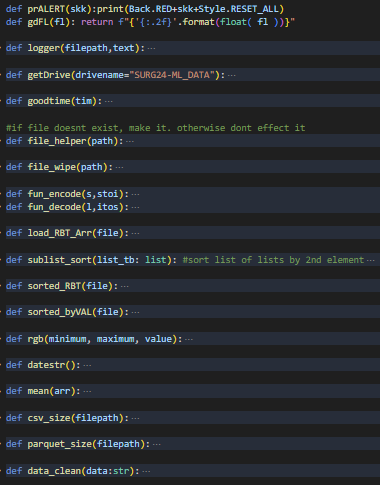 def prALERT(skk):print(Back.RED+skk+Style.RESET_ALL)
def gdFL(fl): return f"{'{:.2f}'.format(float( fl ))}"
def logger(filepath,text):···
def getDrive(drivename="SURG24-ML_DATA"):···
def goodtime(tim):···
#if file doesnt exist, make it. otherwise dont effect it
def file_helper(path):···
def file_wipe(path):···
def fun_encode(s,stoi):···
def fun_decode(l,itos):···
def load_RBT_Arr(file):···
def sublist_sort(list_tb: list): #sort list of lists by 2nd element···
def sorted_RBT(file):···
def sorted_byVAL(file):···
def rgb(minimum, maximum, value):···
def datestr():···
def mean(arr):···
def csv_size(filepath):···
def parquet_size(filepath):···
def data_clean(data:str):···